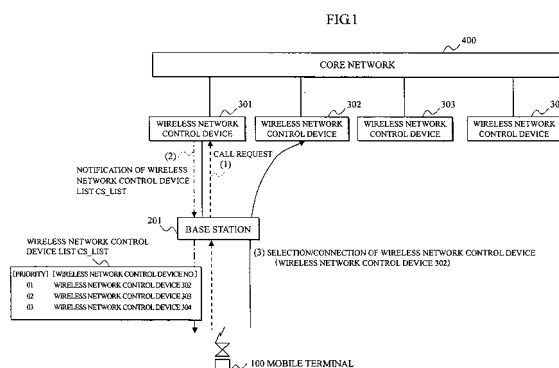 FIG.1
400
CORE NETWORK
301
302
303
30
WIRELESS NETWORK
CONTROL DEVICE
WIRELESS NETWORK
CONTROL DEVICE
WIRELESS NETWORK
CONTROL DEVICE
WIRELESS NETWORK
CONTROL DEVICE
(2)
CALL REQUEST
(1)
NOTIFICATION OF WIRELESS
NETWORK CONTROL DEVICE
LIST CS_LIST
201
BASE STATION
WIRELESS NETWORK CONTROL
DEVICE LIST CS_LIST
(3) SELECTION/CONNECTION OF WIRELESS NETWORK CONTROL DEVICE
(WIRELESS NETWORK CONTROL DEVICE 302)
[PRIORITY] [WIRELESS NETWORK CONTROL DEVICE NO.]
01 WIRELESS NETWORK CONTROL DEVICE 302
02 WIRELESS NETWORK CONTROL DEVICE 303
03 WIRELESS NETWORK CONTROL DEVICE 304
100 MOBILE TERMINAL